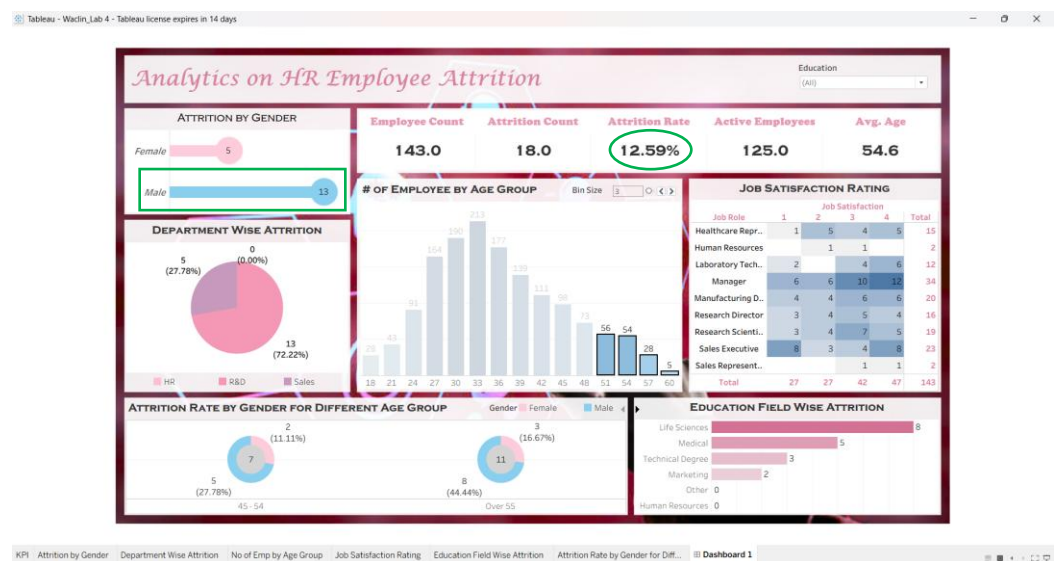 Tableau - Waclin_Lab 4 - Tableau license expires in 14 days
Analytics on HR Employee Attrition
Education
(All)
ATTRITION BY GENDER
Female 5
Male 13
Employee Count Attrition Count Attrition Rate Active Employees Avg. Age
143.0 18.0 12.59% 125.0 54.6
DEPARTMENT WISE ATTRITION
0
(0.00%)
5
(27.78%)
13
(72.22%)
HR R&D Sales
# OF EMPLOYEE BY AGE GROUP Bin Size 3
28 43 91 164 190 213 177 139 111 98 73 56 54 28 5
18 21 24 27 30 33 36 39 42 45 48 51 54 57 60
JOB SATISFACTION RATING
Job Satisfaction
Job Role 1 2 3 4 Total
Healthcare Repr.. 1 5 4 5 15
Human Resources 1 1 2
Laboratory Tech.. 2 4 6 12
Manager 6 6 10 12 34
Manufacturing D.. 4 4 6 6 20
Research Director 3 4 5 4 16
Research Scienti.. 3 4 7 5 19
Sales Executive 8 3 4 8 23
Sales Represent.. 1 1 2
Total 27 27 42 47 143
ATTRITION RATE BY GENDER FOR DIFFERENT AGE GROUP Gender Female Male
2
(11.11%)
7
5
(27.78%)
45 - 54
3
(16.67%)
11
8
(44.44%)
Over 55
EDUCATION FIELD WISE ATTRITION
Life Sciences 8
Medical 5
Technical Degree 3
Marketing 2
Other 0
Human Resources 0
KPI Attrition by Gender Department Wise Attrition No of Emp by Age Group Job Satisfaction Rating Education Field Wise Attrition Attrition Rate by Gender for Diff... Dashboard 1